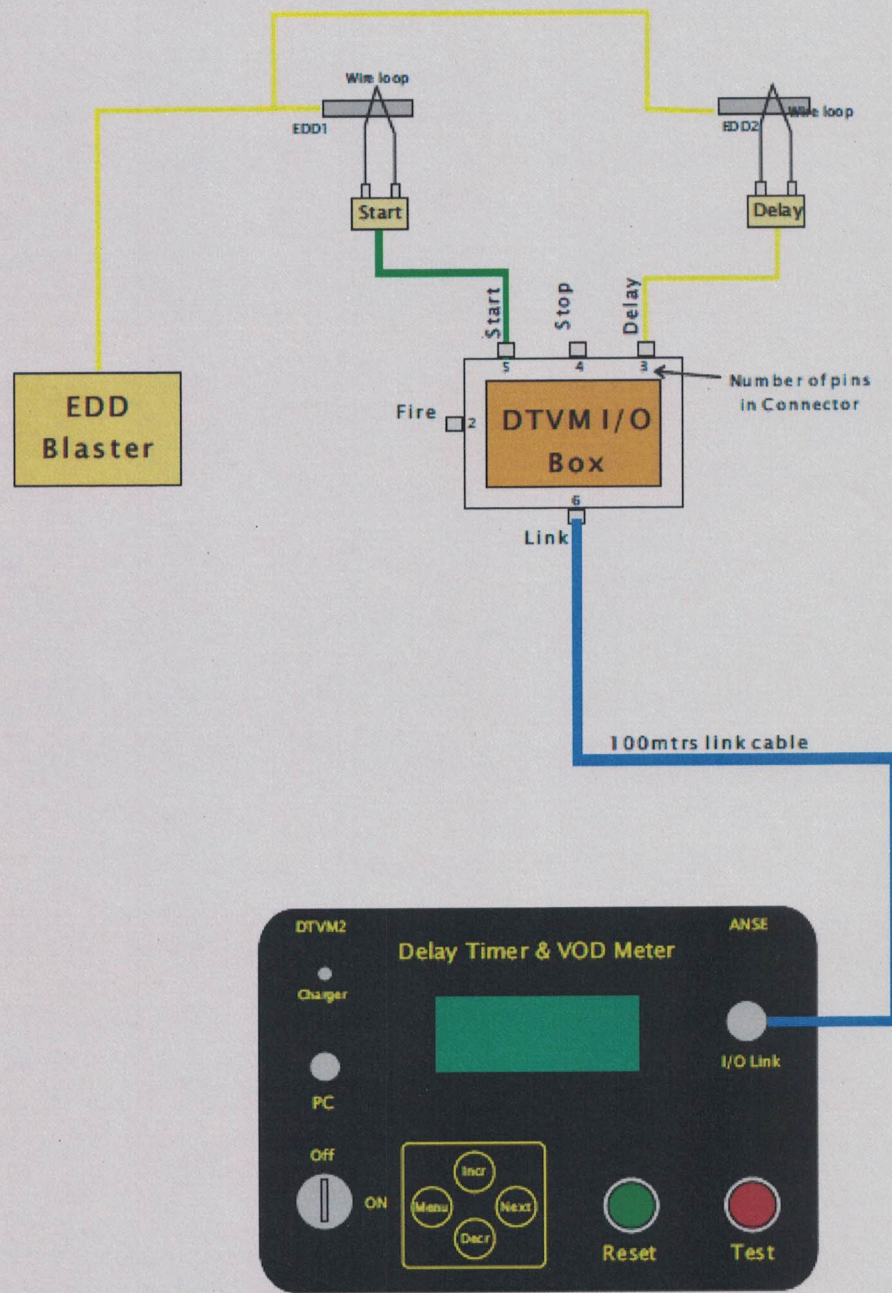 Wire loop
EDD1
Wire loop
EDD2
Start
Delay
Start
Stop
Delay
5
4
3
Number of pins
in Connector
EDD
Blaster
Fire
2
DTVM I/O
Box
6
Link
100mtrs link cable
DTVM2
ANSE
Delay Timer & VOD Meter
Charger
I/O Link
PC
Off
ON
Incr
Menu
Next
Decr
Reset
Test